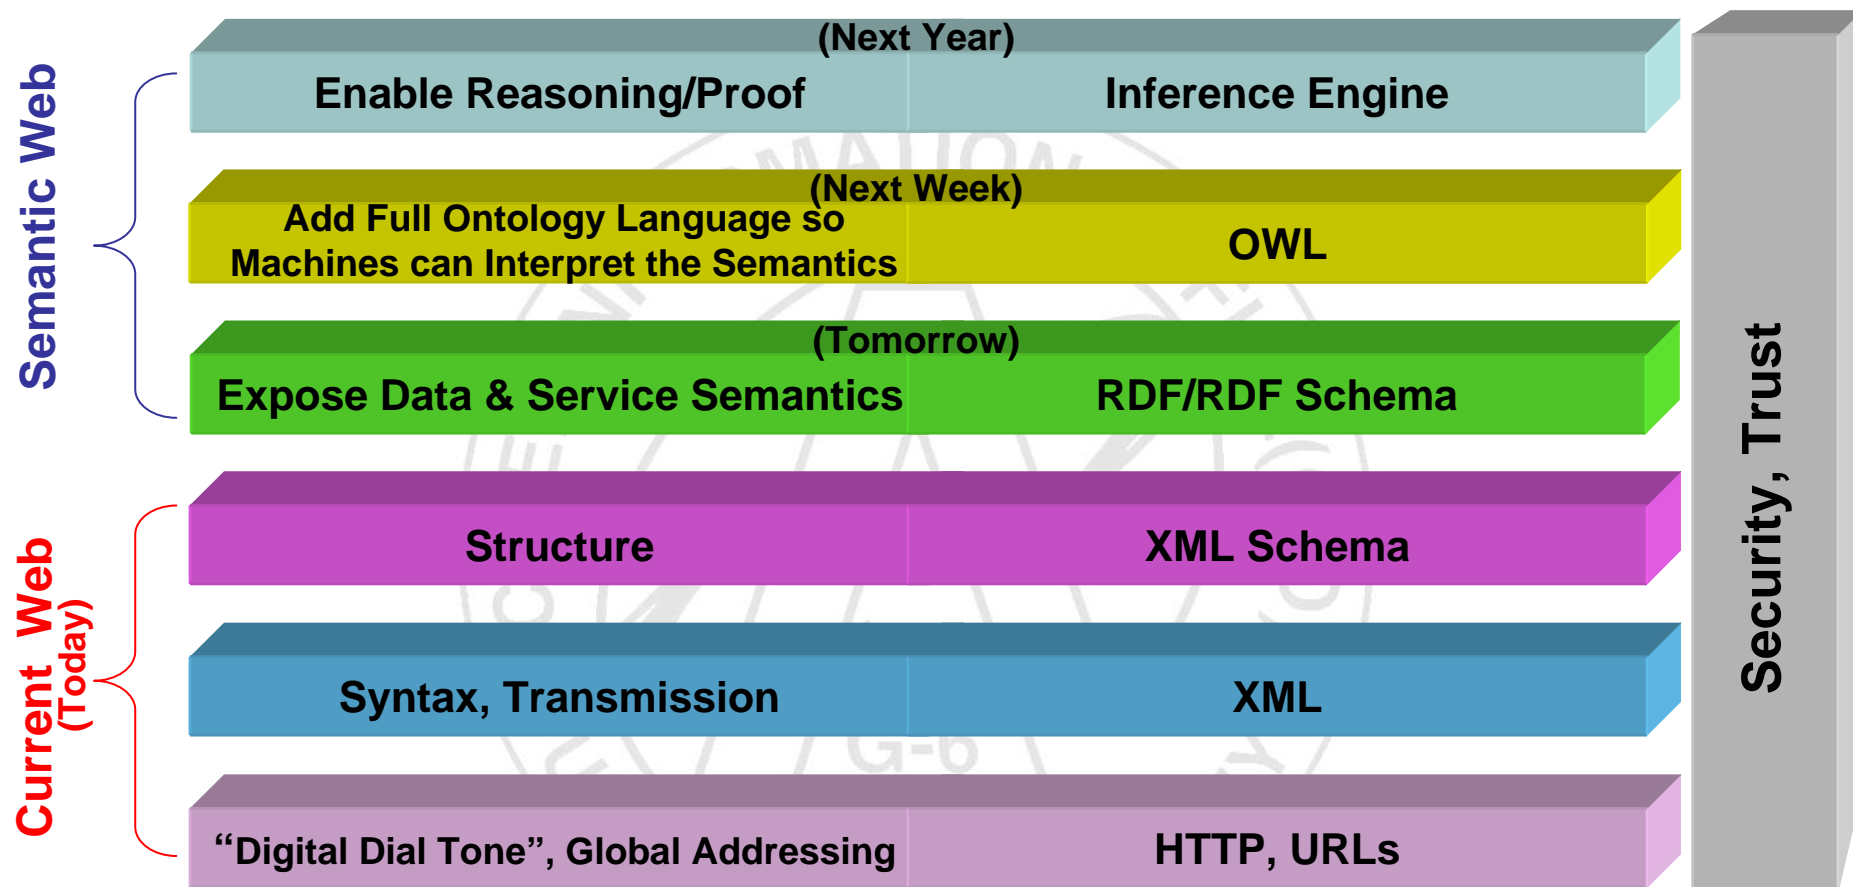 (Next Year)
Enable Reasoning/Proof
Inference Engine
(Next Week)
Add Full Ontology Language so
Machines can Interpret the Semantics
OWL
(Tomorrow)
Expose Data & Service Semantics
RDF/RDF Schema
Semantic Web
Structure
XML Schema
Syntax, Transmission
XML
“Digital Dial Tone”, Global Addressing
HTTP, URLs
Current Web
(Today)
Security, Trust
G-6